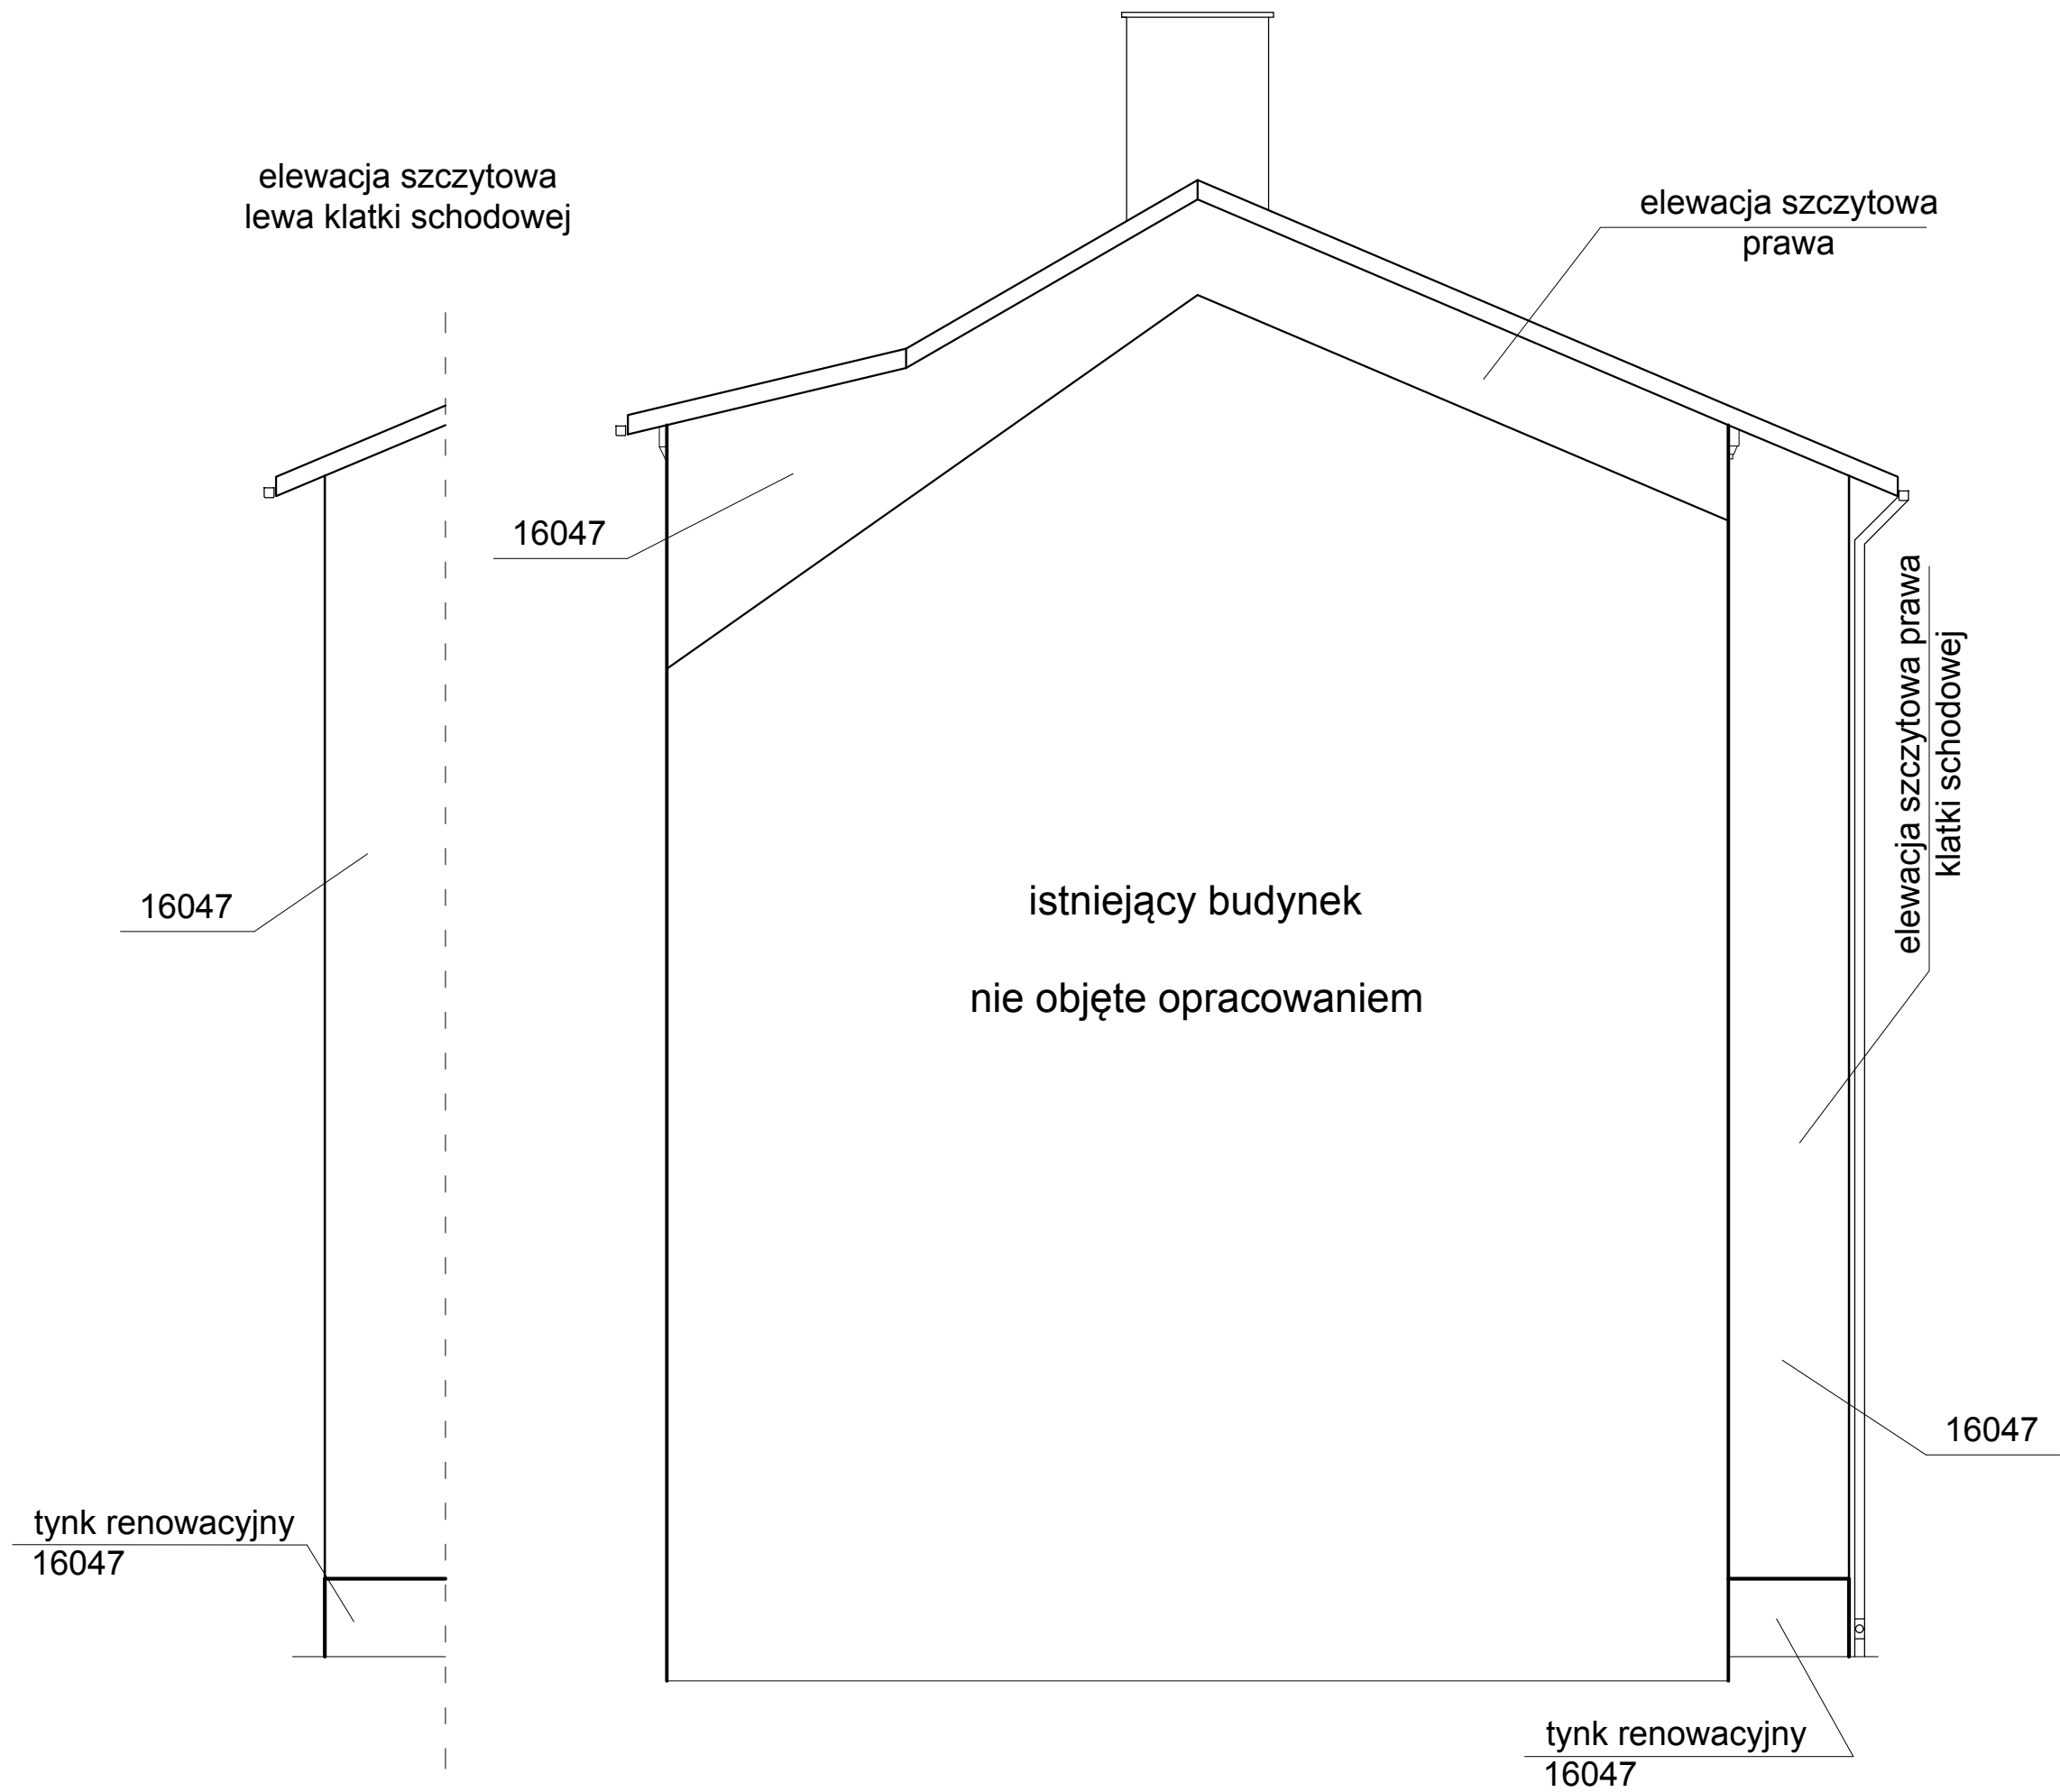 elewacja szczytowa
lewa klatki schodowej
elewacja szczytowa
prawa
16047
elewacja szczytowa prawa
klatki schodowej
16047
istniejący budynek
nie objęte opracowaniem
16047
tynk renowacyjny
16047
tynk renowacyjny
16047